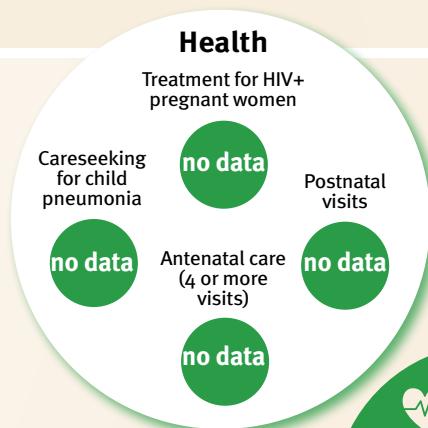 Health
Treatment for HIV+
pregnant women
no data
Careseeking
for child
pneumonia
no data
Postnatal
visits
no data
Antenatal care
(4 or more
visits)
no data